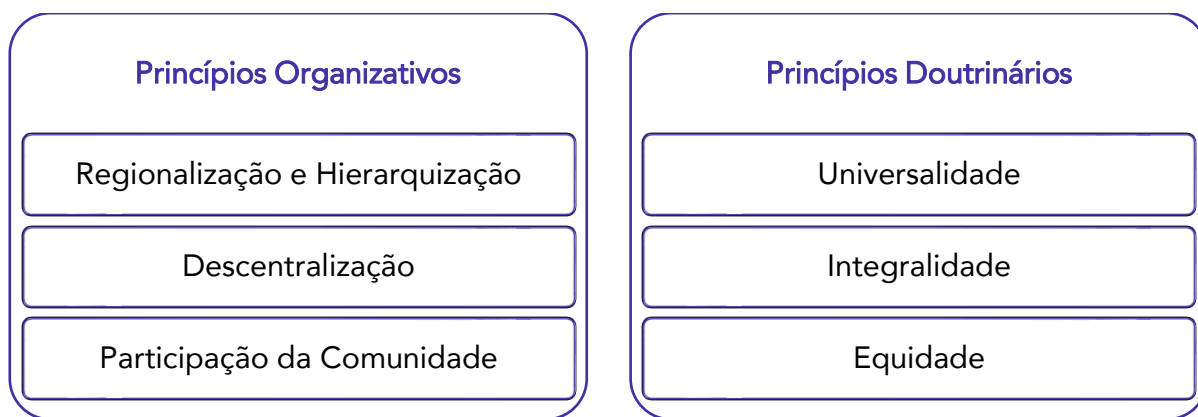 Princípios Organizativos
Regionalização e Hierarquização
Descentralização
Participação da Comunidade
Princípios Doutrinários
Universalidade
Integralidade
Equidade